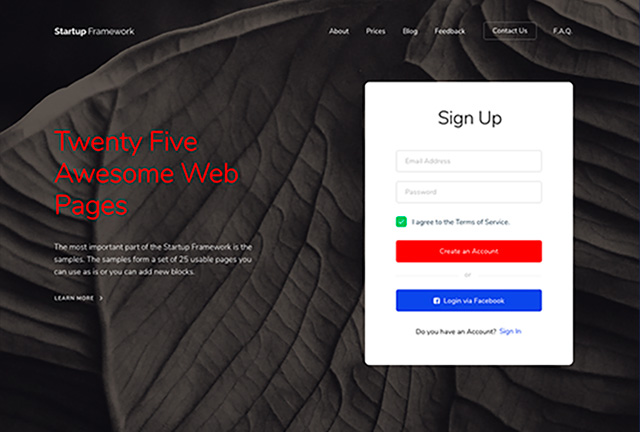 Startup Framework
About Prices Blog Feedback Contact Us F.A.Q.
Twenty Five
Awesome Web
Pages
The most important part of the Startup Framework is the
samples. The samples form a set of 25 usable pages you
can use as is or you can add new blocks.
LEARN MORE
Sign Up
Email Address
Password
I agree to the Terms of Service.
Create an Account
or
Login via Facebook
Do you have an Account? Sign In